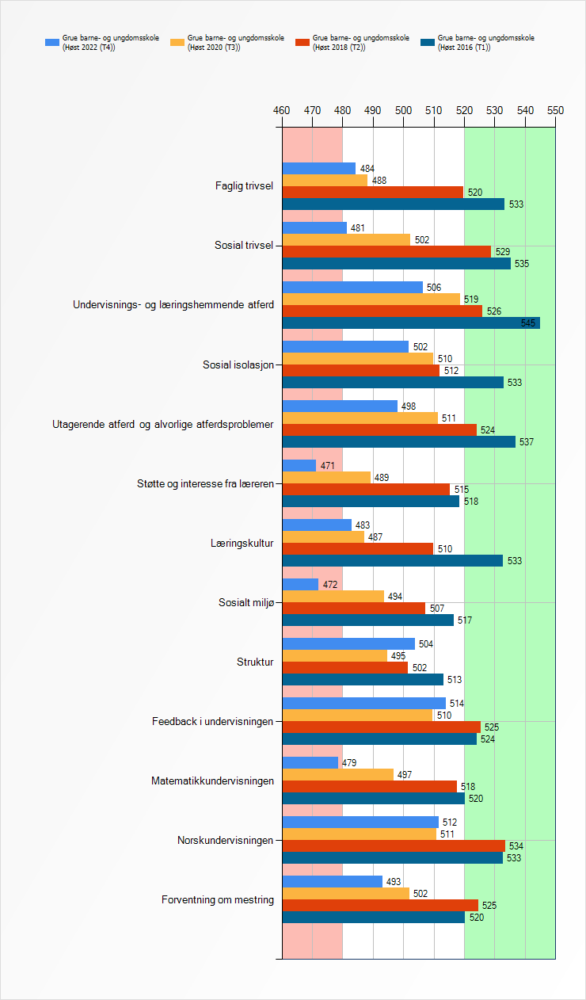 Grue barne- og ungdomsskole
(Høst 2022 (T4))
Grue barne- og ungdomsskole
(Høst 2020 (T3))
Grue barne- og ungdomsskole
(Høst 2018 (T2))
Grue barne- og ungdomsskole
(Høst 2016 (T1))
460 470 480 490 500 510 520 530 540 550
Faglig trivsel
484
488
520
533
Sosial trivsel
481
502
529
535
Undervisnings- og læringshemmende atferd
506
519
526
545
Sosial isolasjon
502
510
512
533
Utagerende atferd og alvorlige atferdsproblemer
498
511
524
537
Støtte og interesse fra læreren
471
489
515
518
Læringskultur
483
487
510
533
Sosialt miljø
472
494
507
517
Struktur
504
495
502
513
Feedback i undervisningen
514
510
525
524
Matematikkundervisningen
479
497
518
520
Norskundervisningen
512
511
534
533
Forventning om mestring
493
502
525
520